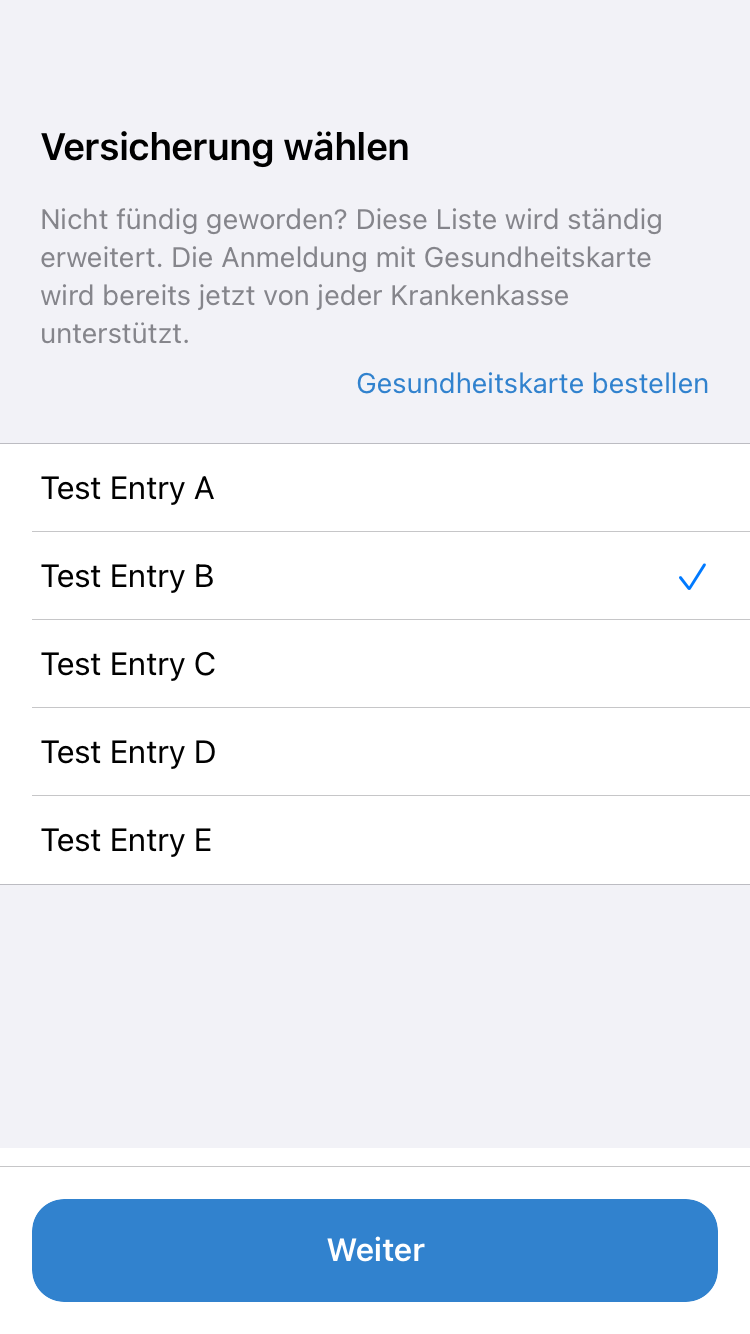 Versicherung wählen
Nicht fündig geworden? Diese Liste wird ständig
erweitert. Die Anmeldung mit Gesundheitskarte
wird bereits jetzt von jeder Krankenkasse
unterstützt.
Gesundheitskarte bestellen
Test Entry A
Test Entry B
Test Entry C
Test Entry D
Test Entry E
Weiter